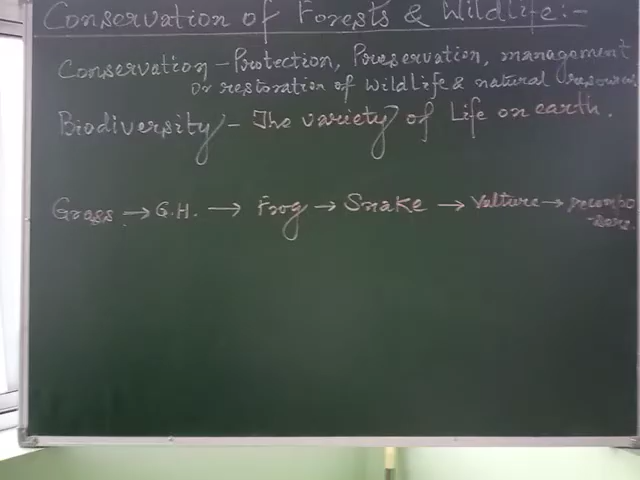 Conservation of Forests & Wildlife:-
Conservation - Protection, Preservation, management
or restoration of wildlife & natural resources
Biodiversity - The variety of Life on earth.
Grass → G.H. → Frog → Snake → Vulture → Decompo
-sers.